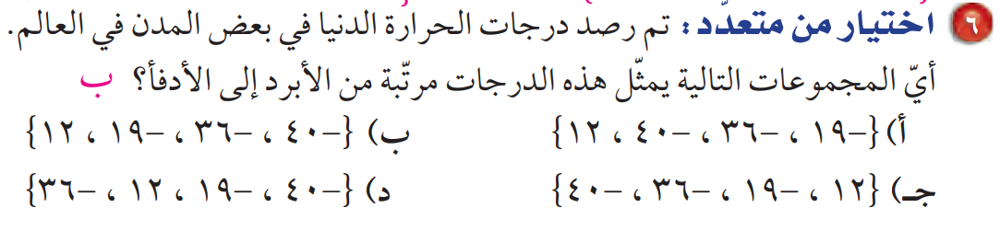 ٦ اختيار من متعدّد: تم رصد درجات الحرارة الدنيا في بعض المدن في العالم.
أيّ المجموعات التالية يمثّل هذه الدرجات مرتّبة من الأبرد إلى الأدفأ؟ ب
أ) {–١٩ ، –٣٦ ، –٤٠ ، ١٢} ب) {–٤٠ ، –٣٦ ، –١٩ ، ١٢}
جـ) {١٢ ، –١٩ ، –٣٦ ، –٤٠} د) {–٤٠ ، –١٩ ، ١٢ ، –٣٦}